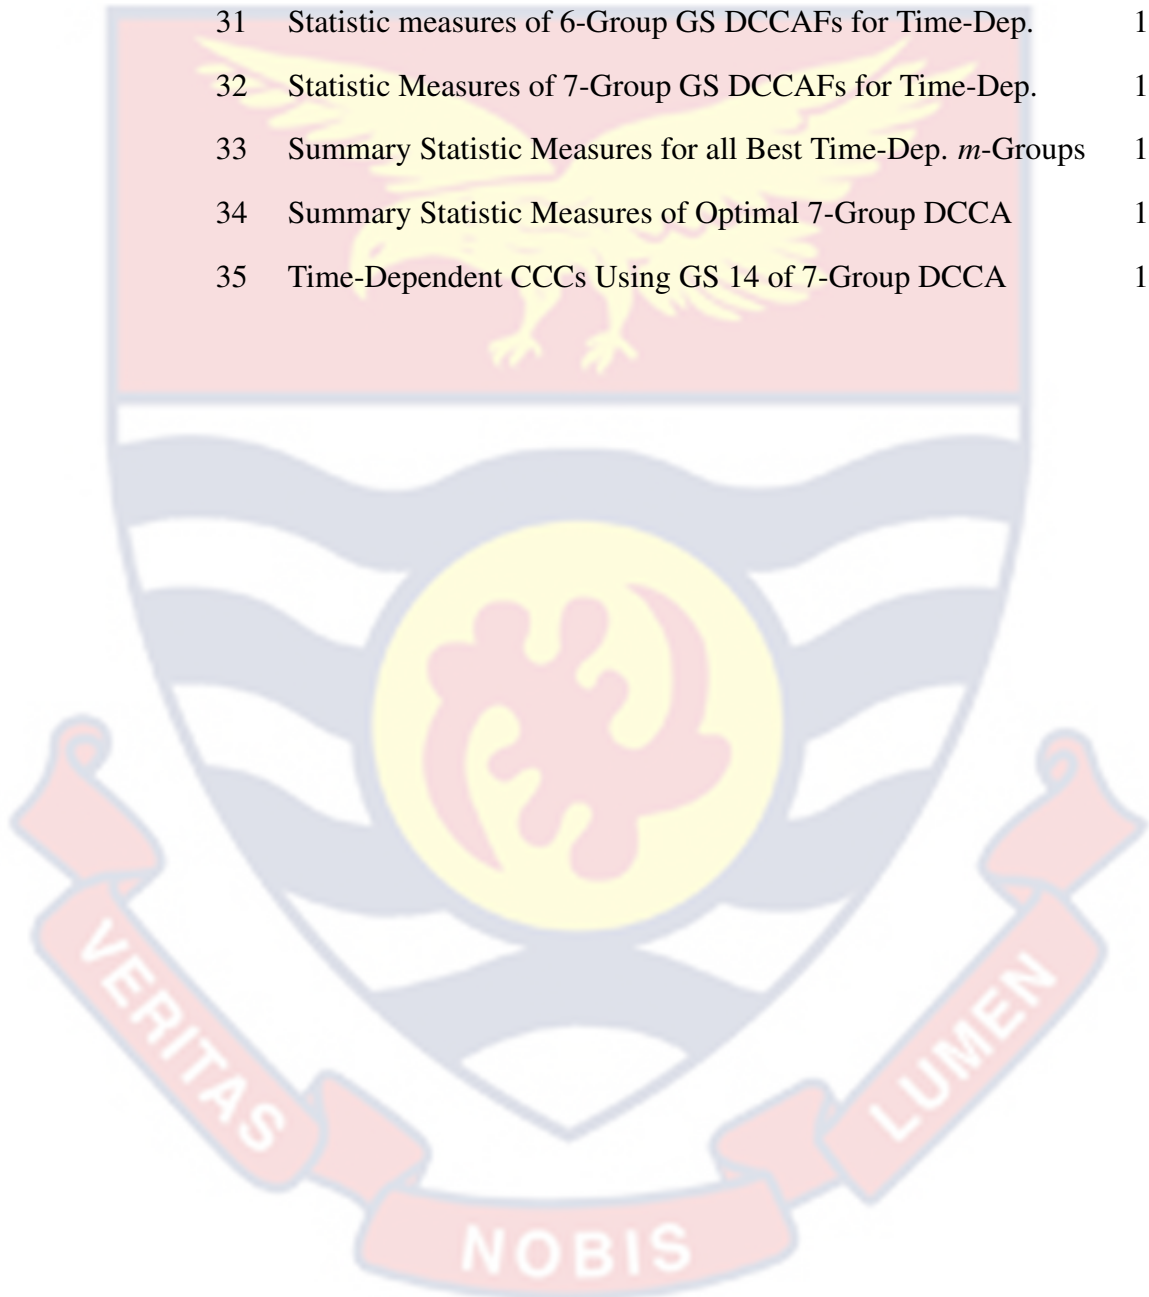 31 Statistic measures of 6-Group GS DCCAFs for Time-Dep. 1
32 Statistic Measures of 7-Group GS DCCAFs for Time-Dep. 1
33 Summary Statistic Measures for all Best Time-Dep. m-Groups 1
34 Summary Statistic Measures of Optimal 7-Group DCCA 1
35 Time-Dependent CCCs Using GS 14 of 7-Group DCCA 1
VERITAS
NOBIS
LUMEN